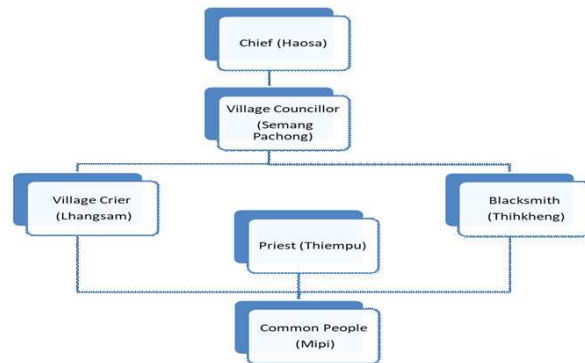 Chief (Haosa)
Village Councillor
(Semang
Pachong)
Village Crier
(Lhangsam)
Blacksmith
(Thihkheng)
Priest (Thiempu)
Common People
(Mipi)